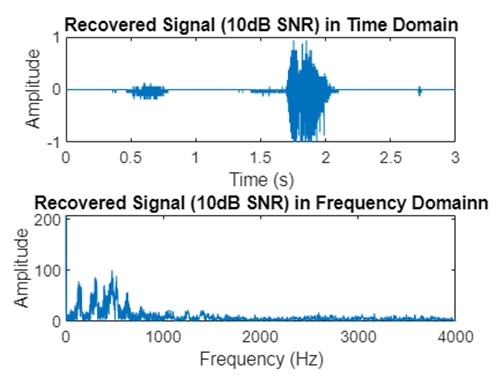 Recovered Signal (10dB SNR) in Time Domain
Amplitude
1
0
-1
0 0.5 1 1.5 2 2.5 3
Time (s)
Recovered Signal (10dB SNR) in Frequency Domainn
Amplitude
200
100
0
0 1000 2000 3000 4000
Frequency (Hz)